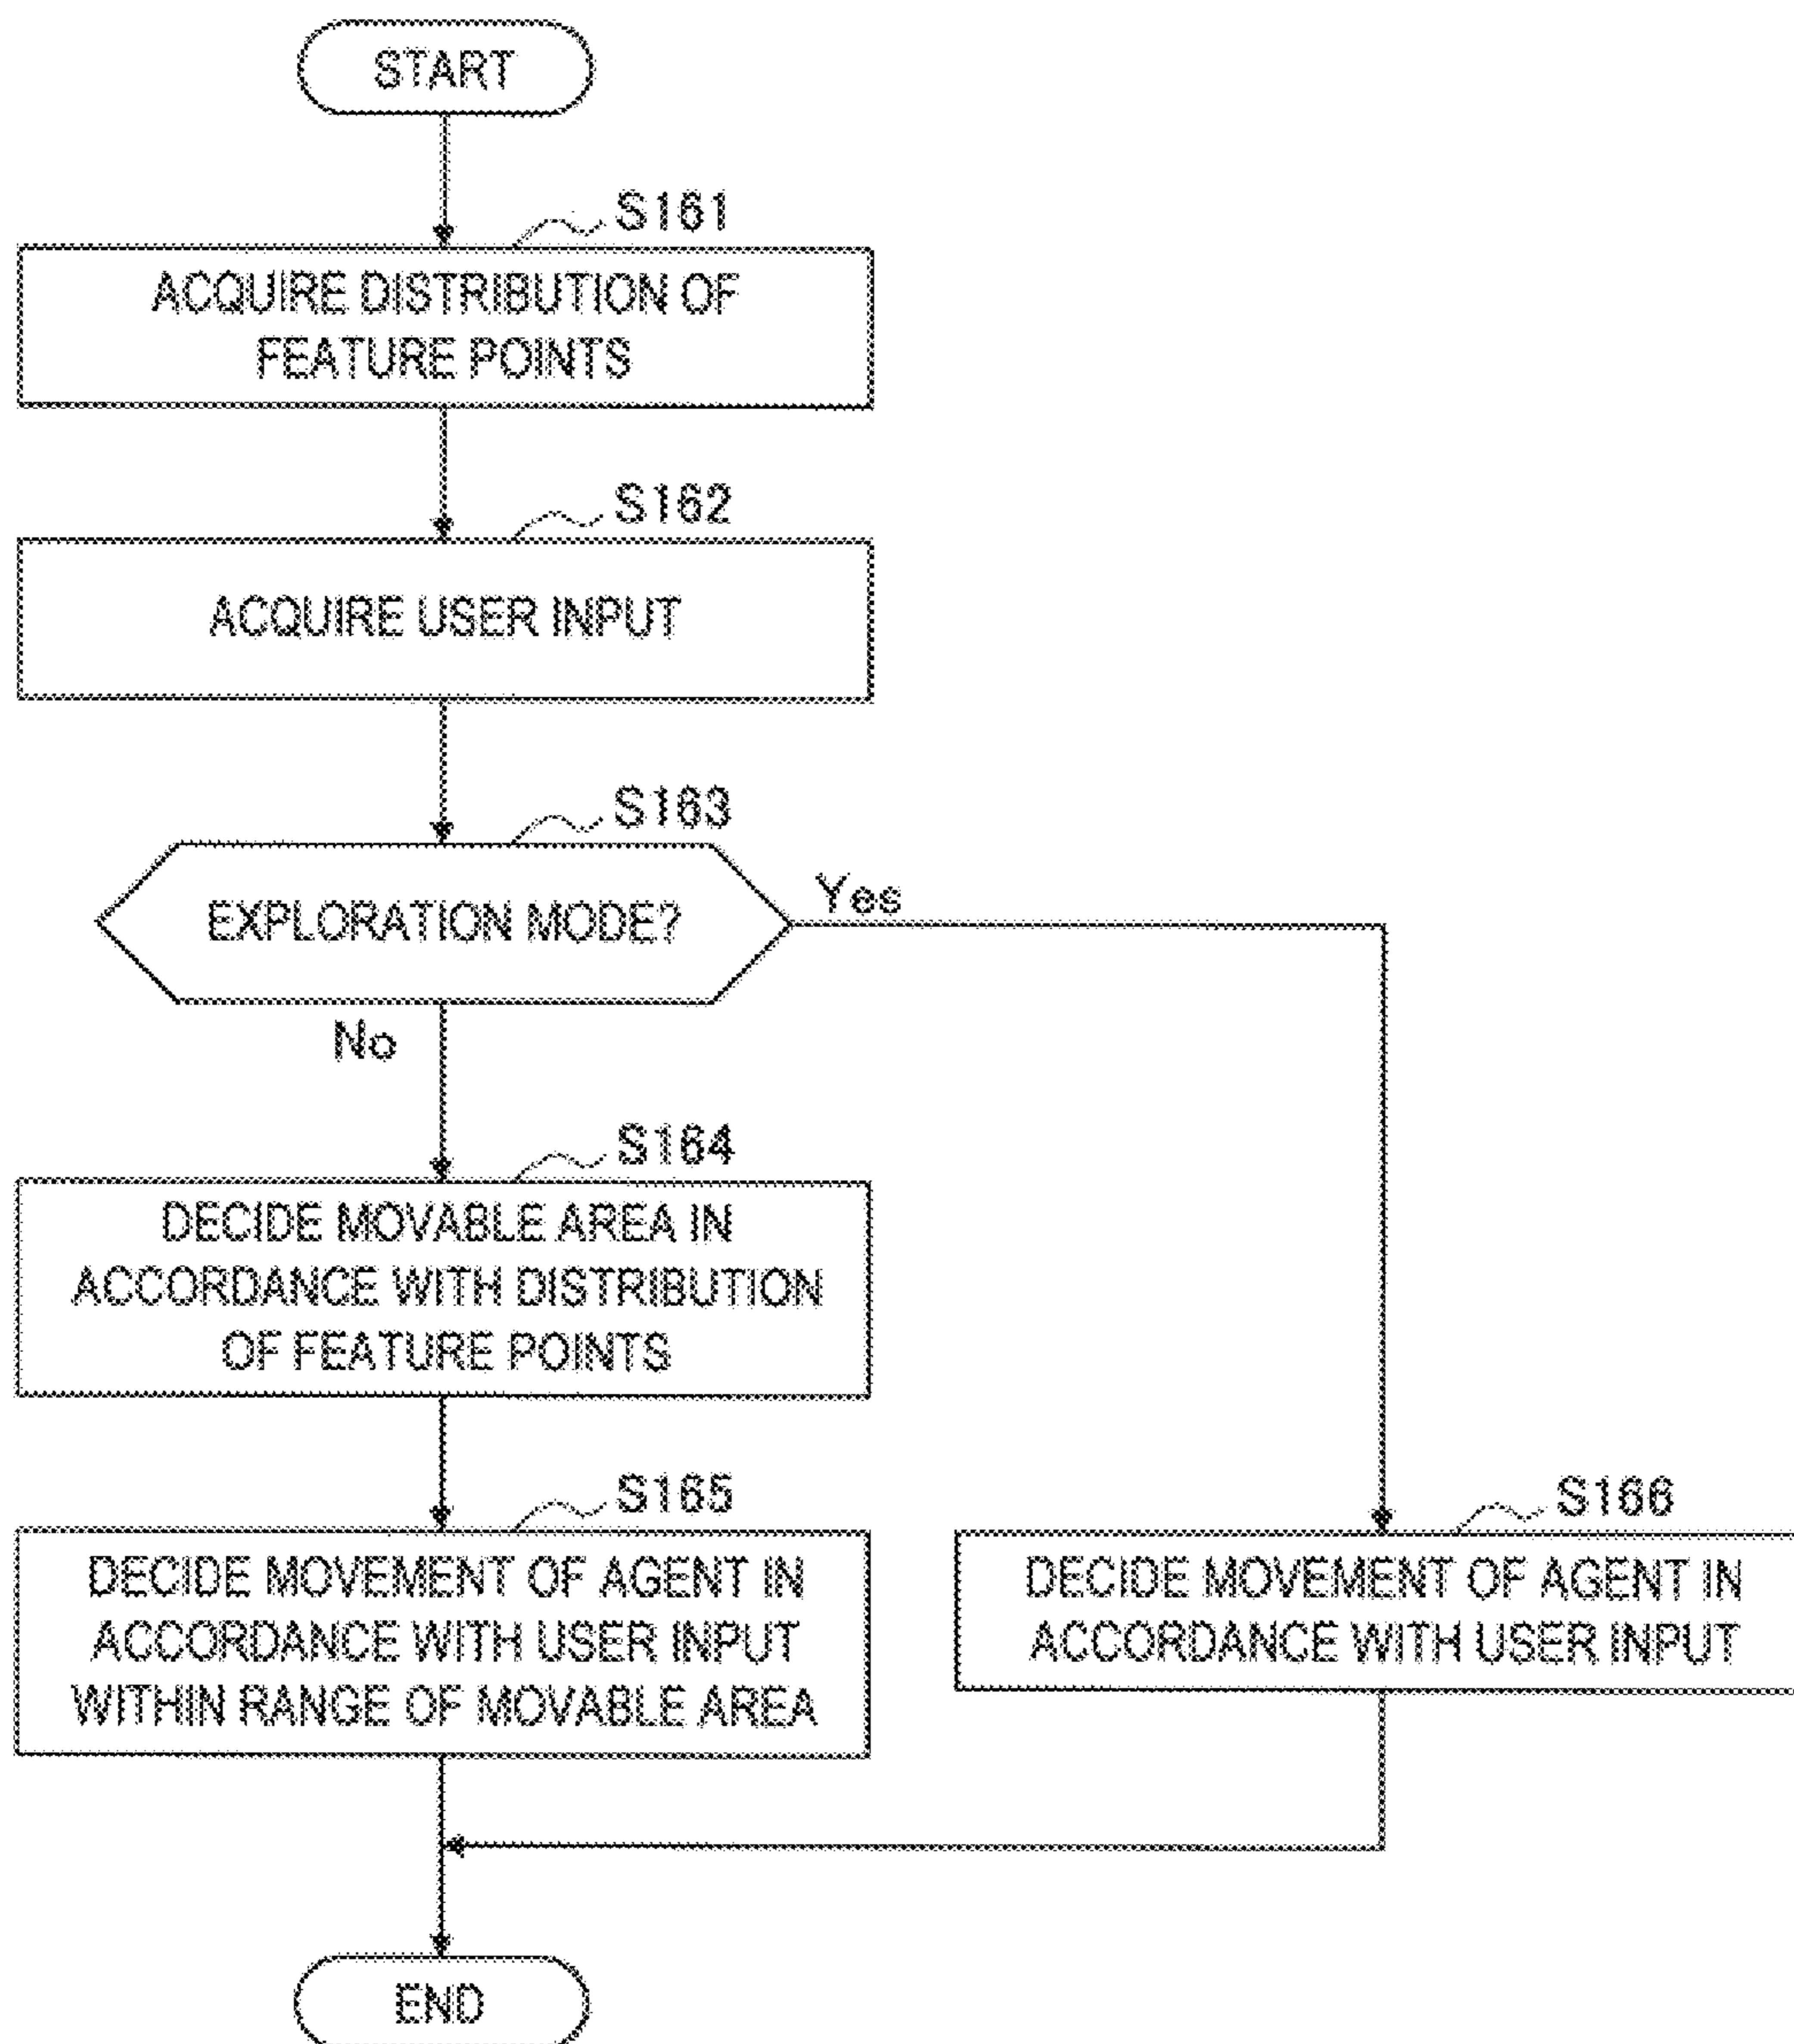 START
S161
ACQUIRE DISTRIBUTION OF
FEATURE POINTS
S162
ACQUIRE USER INPUT
S163
EXPLORATION MODE?
Yes
No
S164
DECIDE MOVABLE AREA IN
ACCORDANCE WITH DISTRIBUTION
OF FEATURE POINTS
S165
DECIDE MOVEMENT OF AGENT IN
ACCORDANCE WITH USER INPUT
WITHIN RANGE OF MOVABLE AREA
S166
DECIDE MOVEMENT OF AGENT IN
ACCORDANCE WITH USER INPUT
END